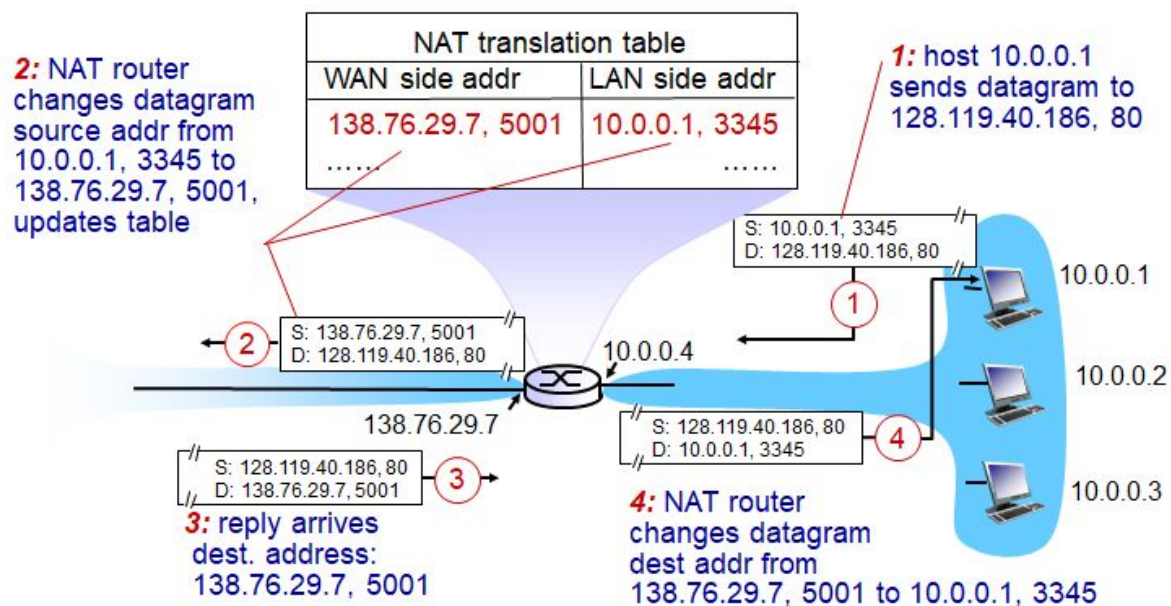 NAT translation table
WAN side addr LAN side addr
138.76.29.7, 5001 10.0.0.1, 3345
…… ……
2: NAT router
changes datagram
source addr from
10.0.0.1, 3345 to
138.76.29.7, 5001,
updates table
1: host 10.0.0.1
sends datagram to
128.119.40.186, 80
S: 10.0.0.1, 3345
D: 128.119.40.186, 80
1
10.0.0.1
2
S: 138.76.29.7, 5001
D: 128.119.40.186, 80
10.0.0.4
10.0.0.2
138.76.29.7
S: 128.119.40.186, 80
D: 10.0.0.1, 3345
4
S: 128.119.40.186, 80
D: 138.76.29.7, 5001
3
10.0.0.3
3: reply arrives
dest. address:
138.76.29.7, 5001
4: NAT router
changes datagram
dest addr from
138.76.29.7, 5001 to 10.0.0.1, 3345